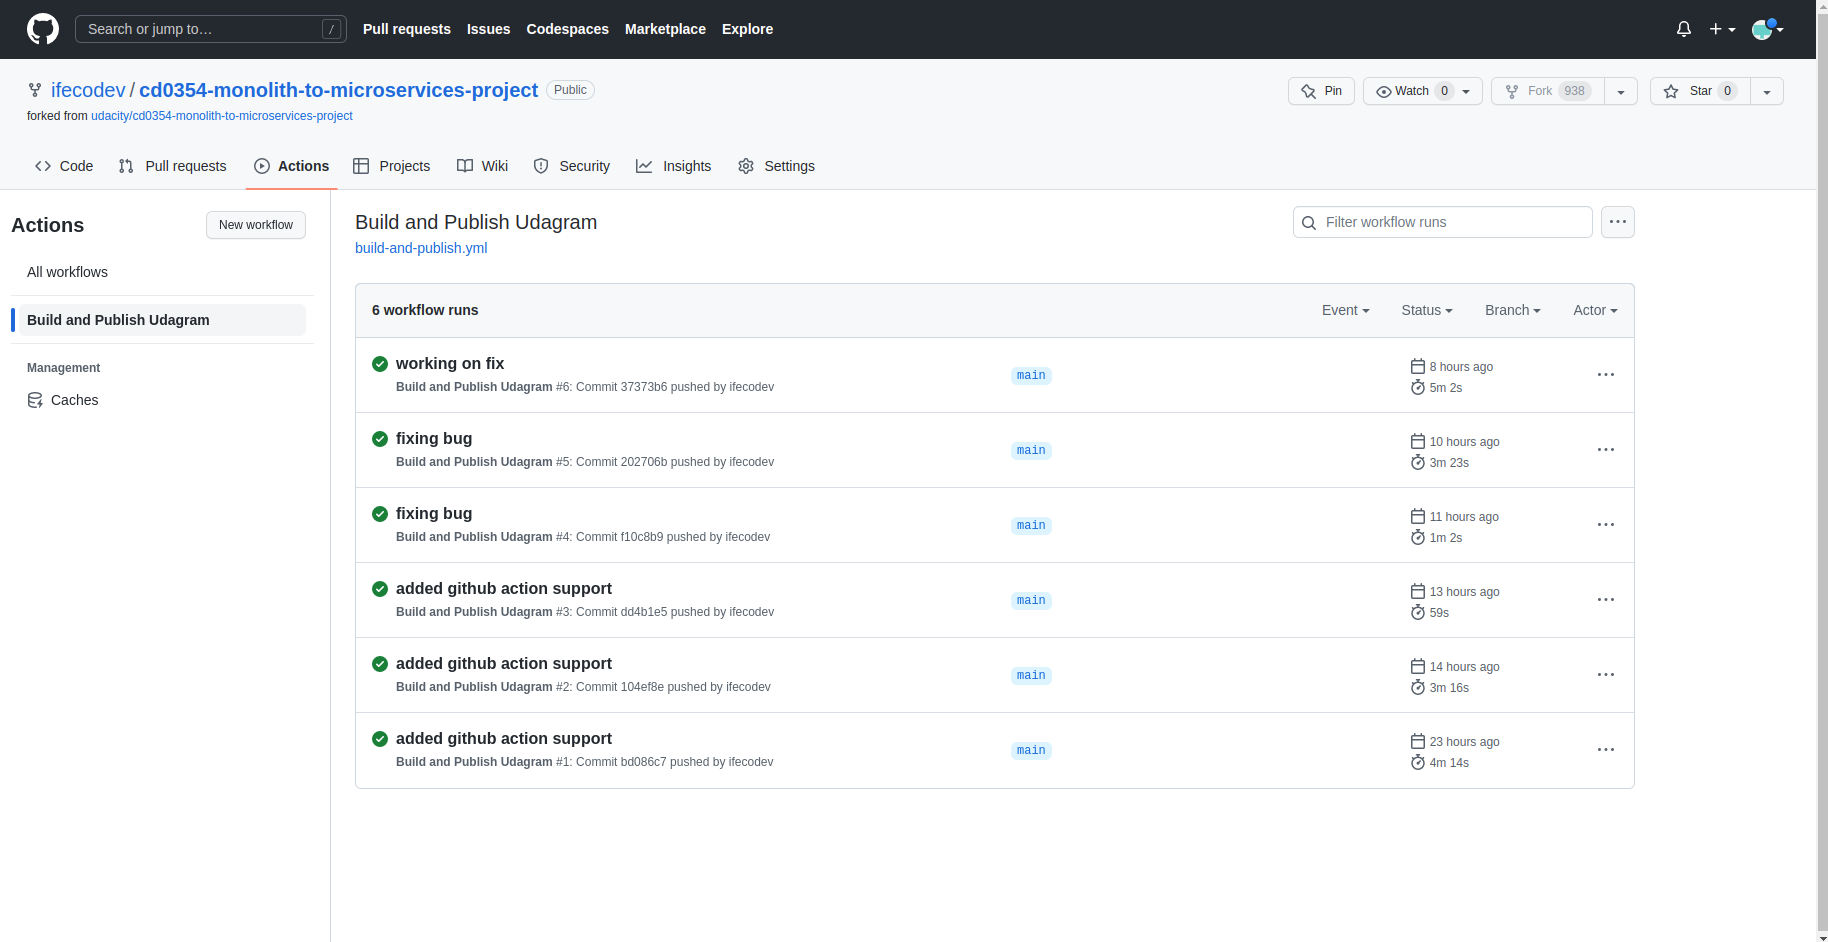 Search or jump to… /
Pull requests Issues Codespaces Marketplace Explore
ifecodev / cd0354-monolith-to-microservices-project Public
Pin Watch 0 Fork 938 Star 0
forked from udacity/cd0354-monolith-to-microservices-project
Code Pull requests Actions Projects Wiki Security Insights Settings
Actions New workflow
All workflows
Build and Publish Udagram
Management
Caches
Build and Publish Udagram
build-and-publish.yml
Filter workflow runs
6 workflow runs Event Status Branch Actor
working on fix
Build and Publish Udagram #6: Commit 37373b6 pushed by ifecodev
main
8 hours ago
5m 2s
fixing bug
Build and Publish Udagram #5: Commit 202706b pushed by ifecodev
main
10 hours ago
3m 23s
fixing bug
Build and Publish Udagram #4: Commit f10c8b9 pushed by ifecodev
main
11 hours ago
1m 2s
added github action support
Build and Publish Udagram #3: Commit dd4b1e5 pushed by ifecodev
main
13 hours ago
59s
added github action support
Build and Publish Udagram #2: Commit 104ef8e pushed by ifecodev
main
14 hours ago
3m 16s
added github action support
Build and Publish Udagram #1: Commit bd086c7 pushed by ifecodev
main
23 hours ago
4m 14s